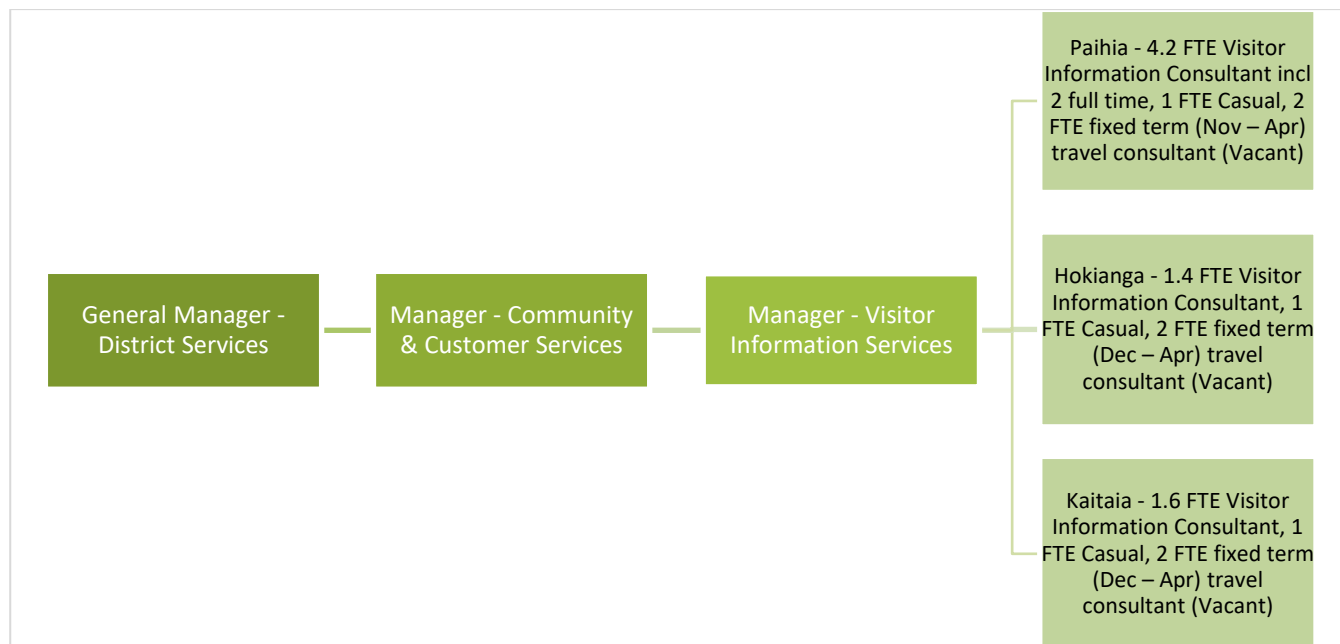 General Manager -
District Services
Manager - Community
& Customer Services
Manager - Visitor
Information Services
Paihia - 4.2 FTE Visitor
Information Consultant incl
2 full time, 1 FTE Casual, 2
FTE fixed term (Nov – Apr)
travel consultant (Vacant)
Hokianga - 1.4 FTE Visitor
Information Consultant, 1
FTE Casual, 2 FTE fixed term
(Dec – Apr) travel
consultant (Vacant)
Kaitaia - 1.6 FTE Visitor
Information Consultant, 1
FTE Casual, 2 FTE fixed term
(Dec – Apr) travel
consultant (Vacant)